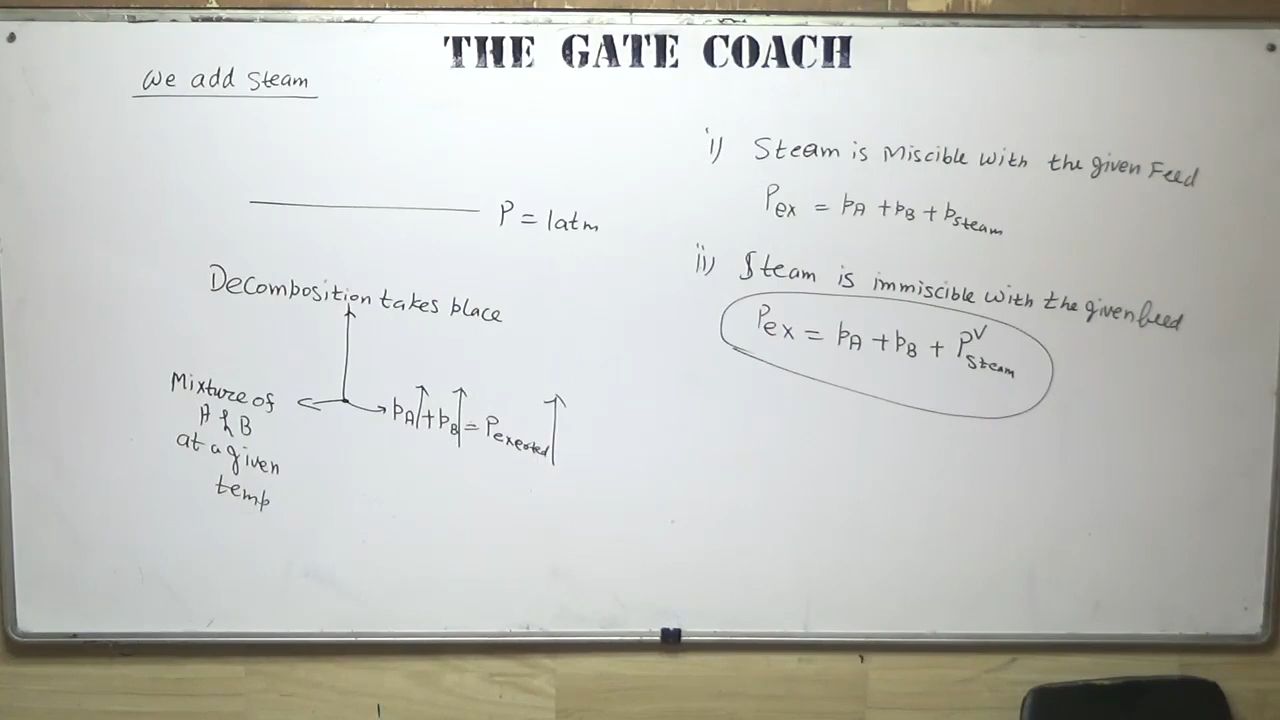 THE GATE COACH
We add Steam
P = 1atm
Decomposition takes place
Mixture of
A & B
at a given
temp
pA + pB = Pexerted
i) Steam is Miscible with the given Feed
Pex = pA + pB + psteam
ii) Steam is immiscible with the given feed
Pex = pA + pB + P^V Steam